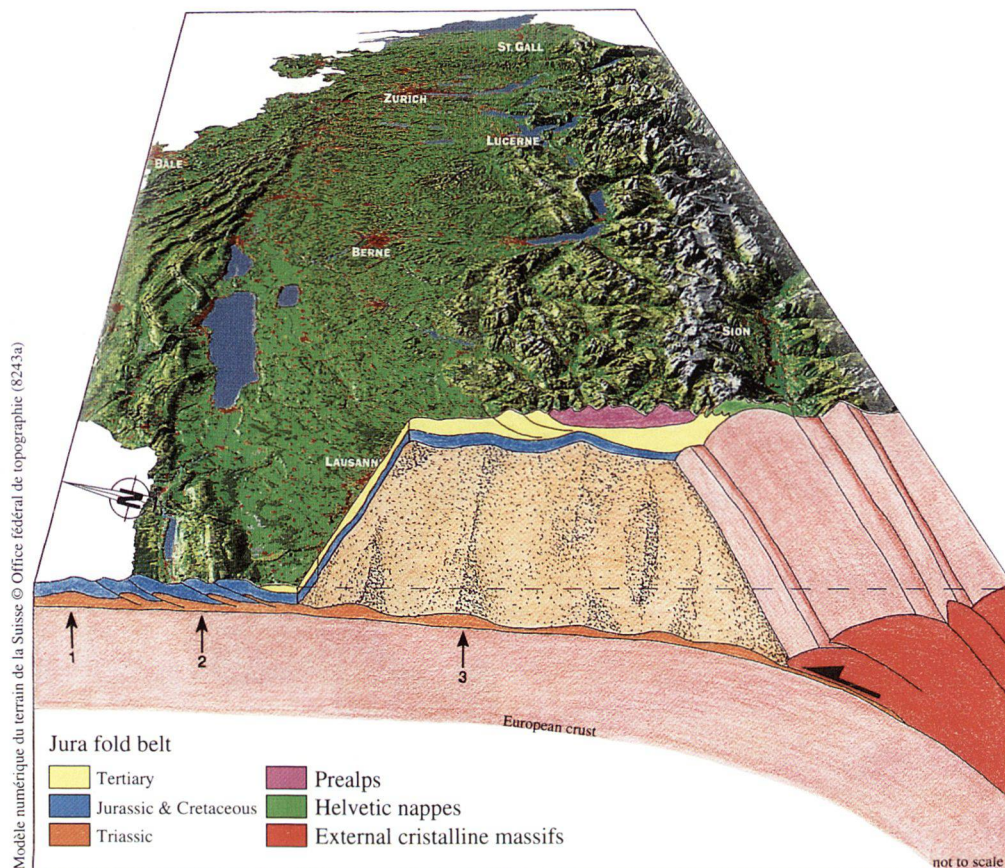 ST. GALL
ZURICH
LUCERNE
BÂLE
BERNE
SION
LAUSANN
N
1
2
3
European crust
Jura fold belt
Tertiary
Jurassic & Cretaceous
Triassic
Prealps
Helvetic nappes
External cristalline massifs
not to scale
Modèle numérique du terrain de la Suisse © Office fédéral de topographie (8243a)